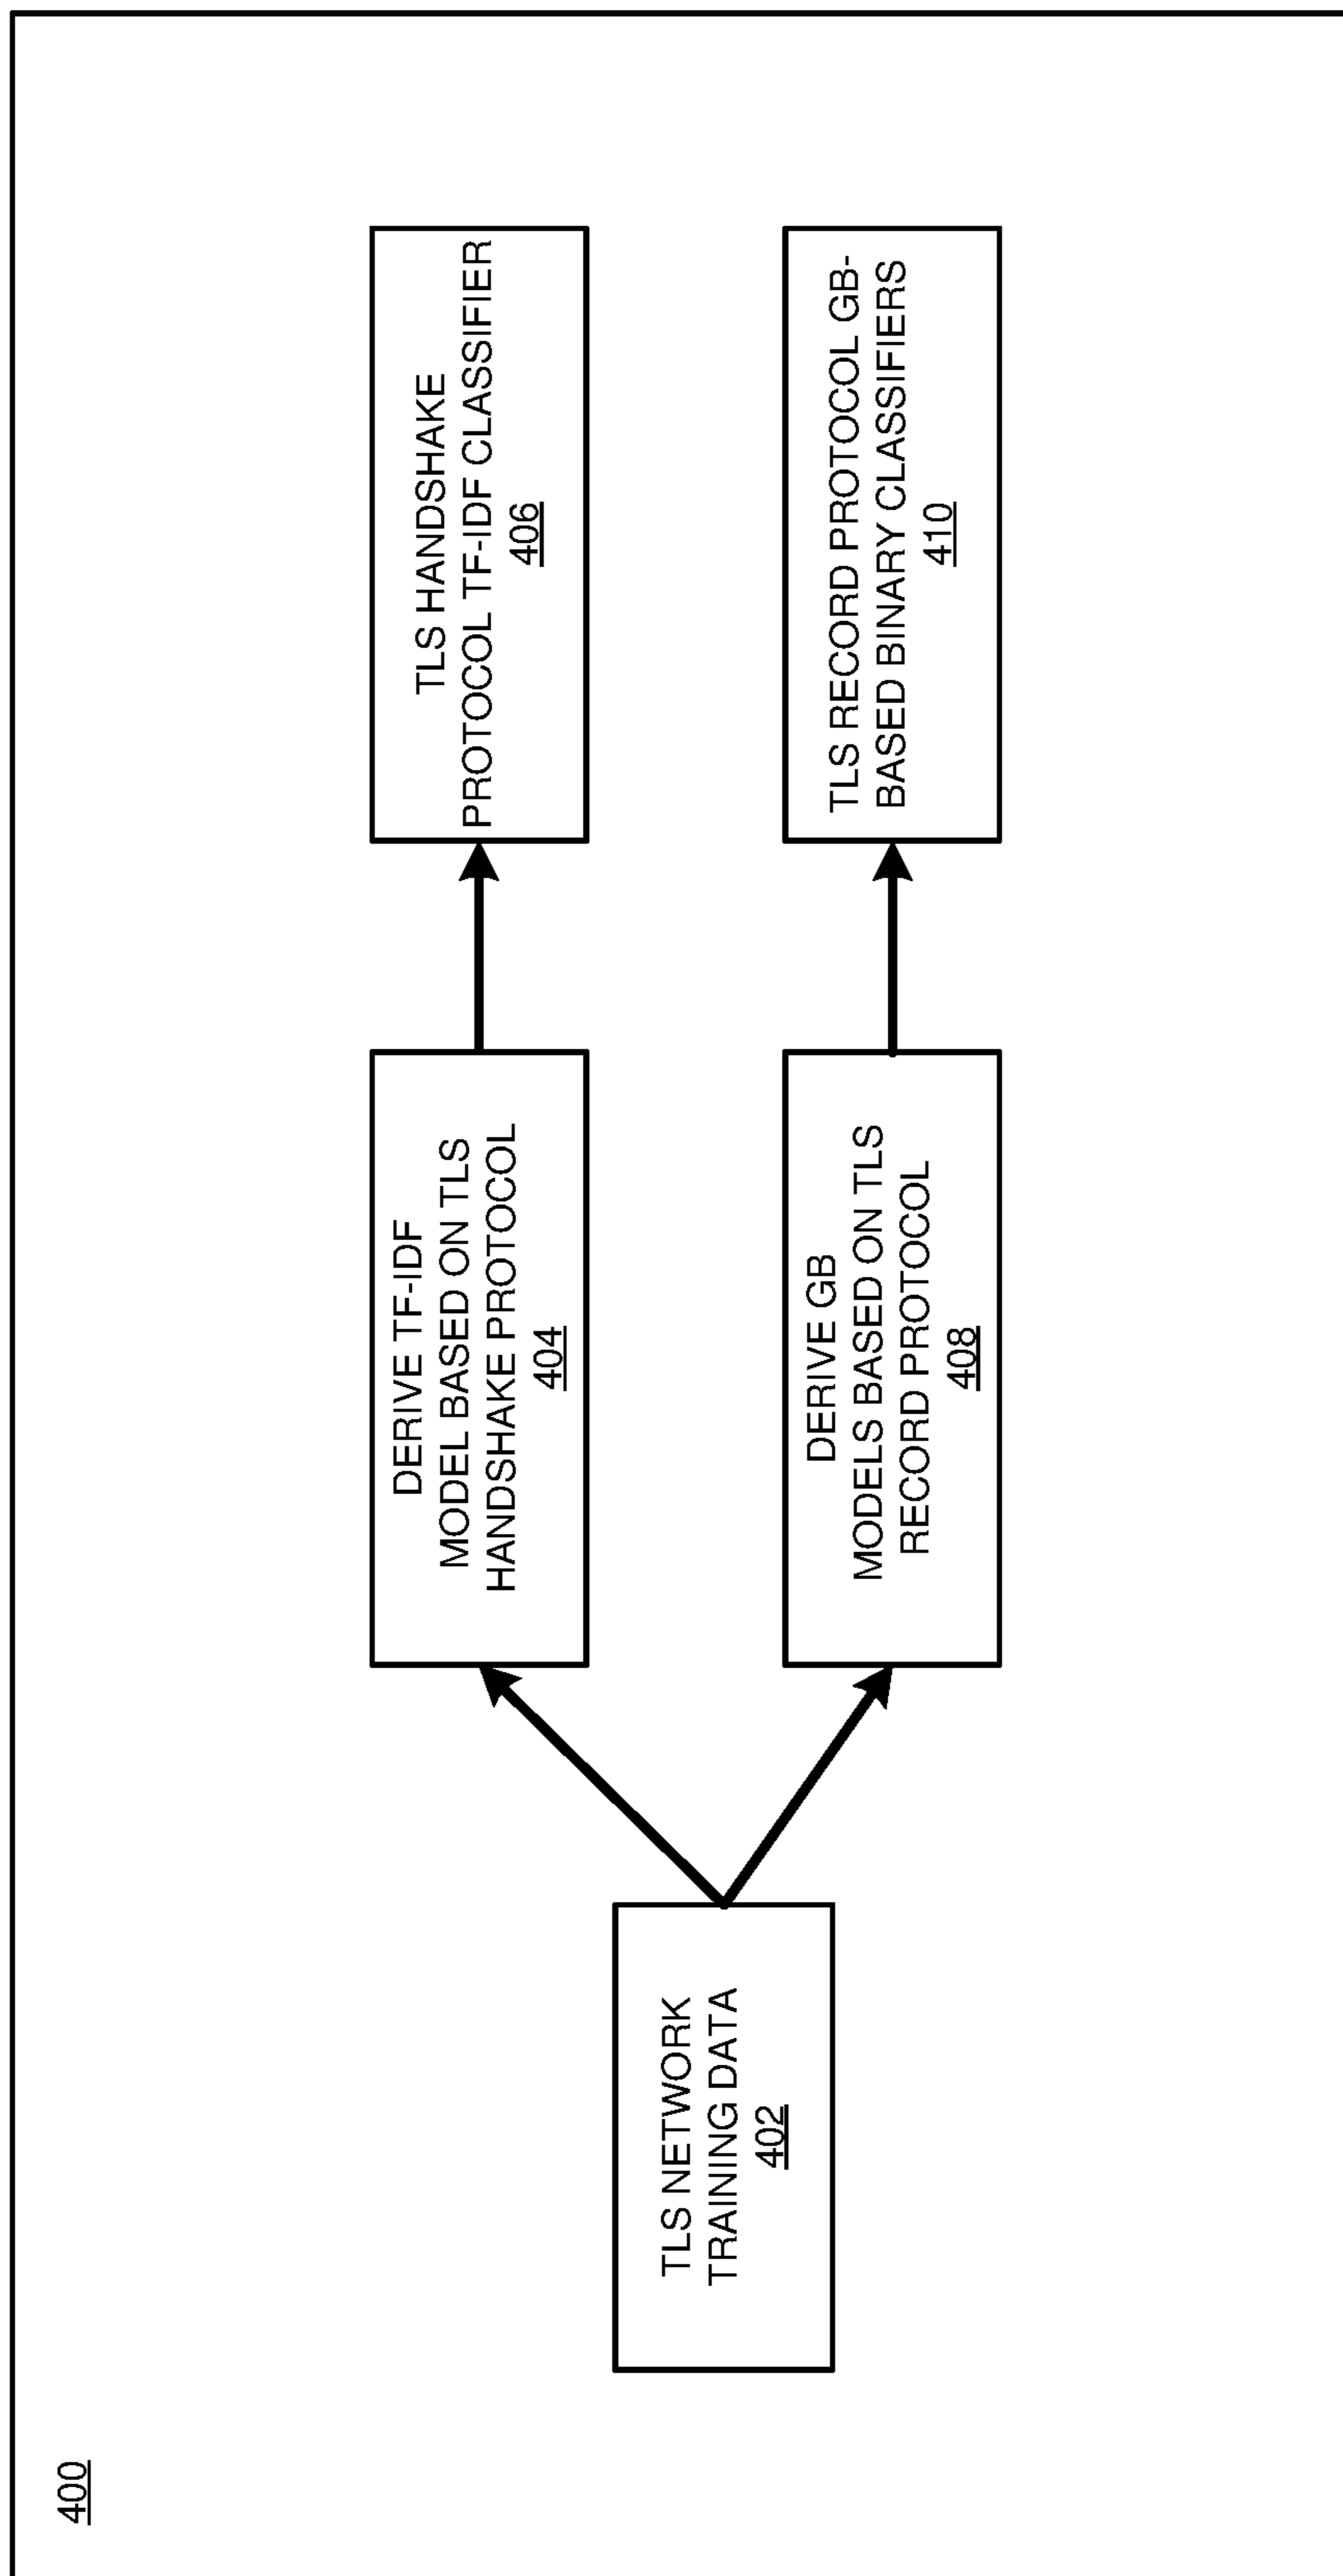 400
TLS NETWORK
TRAINING DATA
402
DERIVE TF-IDF
MODEL BASED ON TLS
HANDSHAKE PROTOCOL
404
TLS HANDSHAKE
PROTOCOL TF-IDF CLASSIFIER
406
DERIVE GB
MODELS BASED ON TLS
RECORD PROTOCOL
408
TLS RECORD PROTOCOL GB-
BASED BINARY CLASSIFIERS
410